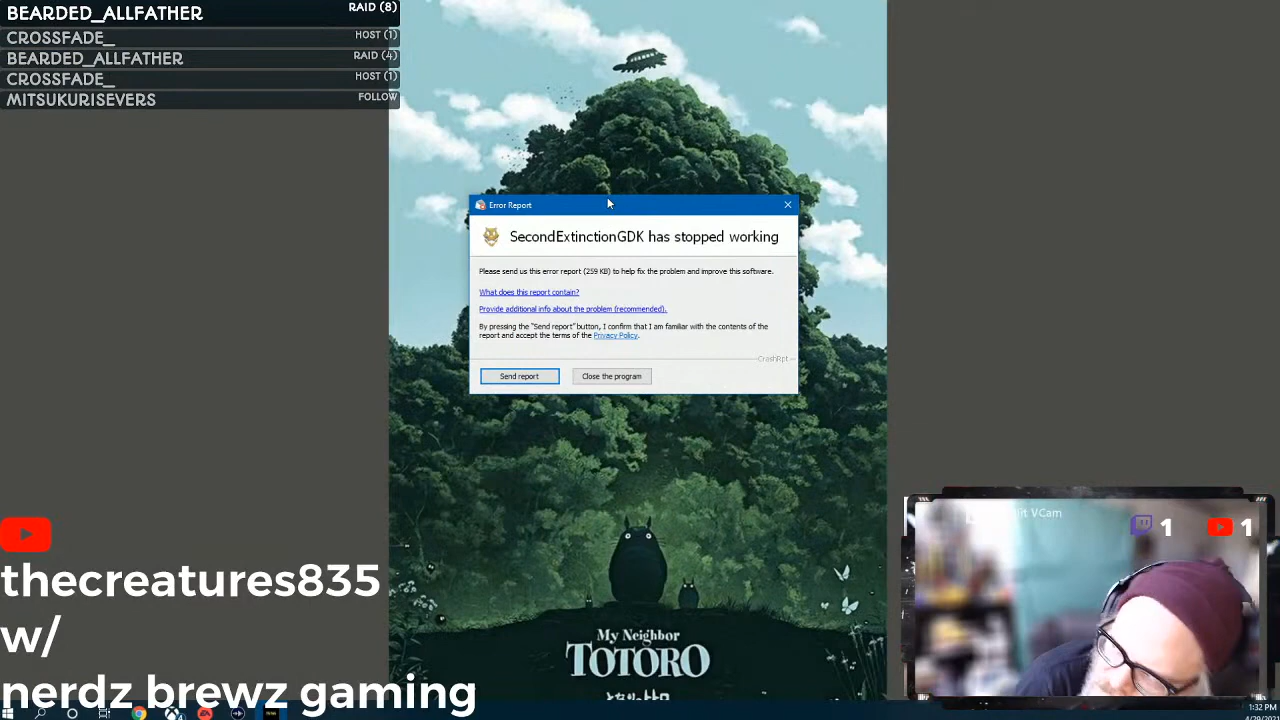 BEARDED_ALLFATHER RAID (8)
CROSSFADE_ HOST (1)
BEARDED_ALLFATHER RAID (4)
CROSSFADE_ HOST (1)
MITSUKURISEVERS FOLLOW
Error Report
SecondExtinctionGDK has stopped working
Please send us this error report (259 KB) to help fix the problem and improve this software.
What does this report contain?
Provide additional info about the problem (recommended).
By pressing the "Send report" button, I confirm that I am familiar with the contents of the
report and accept the terms of the Privacy Policy.
CrashRpt
Send report Close the program
VCam
1 1
thecreatures835
w/
nerdz brewz gaming
My Neighbor
TOTORO
1:32 PM